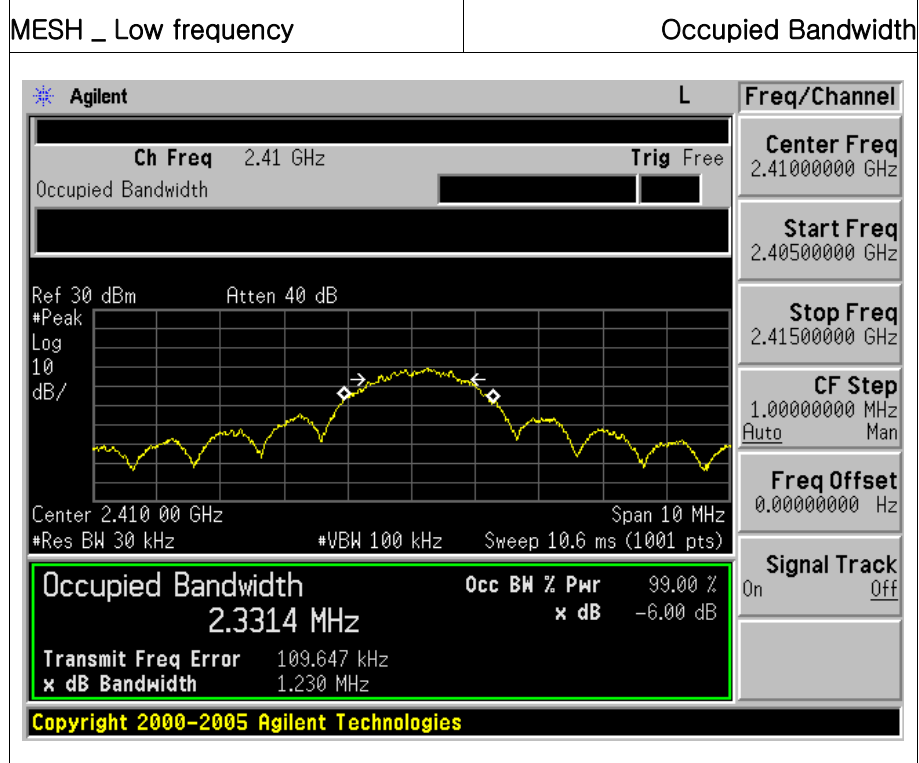 MESH _ Low frequency
Occupied Bandwidth
Agilent
L
Freq/Channel
Ch Freq 2.41 GHz Trig Free
Occupied Bandwidth
Center Freq
2.41000000 GHz
Start Freq
2.40500000 GHz
Stop Freq
2.41500000 GHz
CF Step
1.00000000 MHz
Auto Man
Freq Offset
0.00000000 Hz
Signal Track
On Off
Ref 30 dBm Atten 40 dB
#Peak
Log
10
dB/
Center 2.410 00 GHz Span 10 MHz
#Res BW 30 kHz #VBW 100 kHz Sweep 10.6 ms (1001 pts)
Occupied Bandwidth
2.3314 MHz
Occ BW % Pwr 99.00 %
x dB -6.00 dB
Transmit Freq Error 109.647 kHz
x dB Bandwidth 1.230 MHz
Copyright 2000-2005 Agilent Technologies